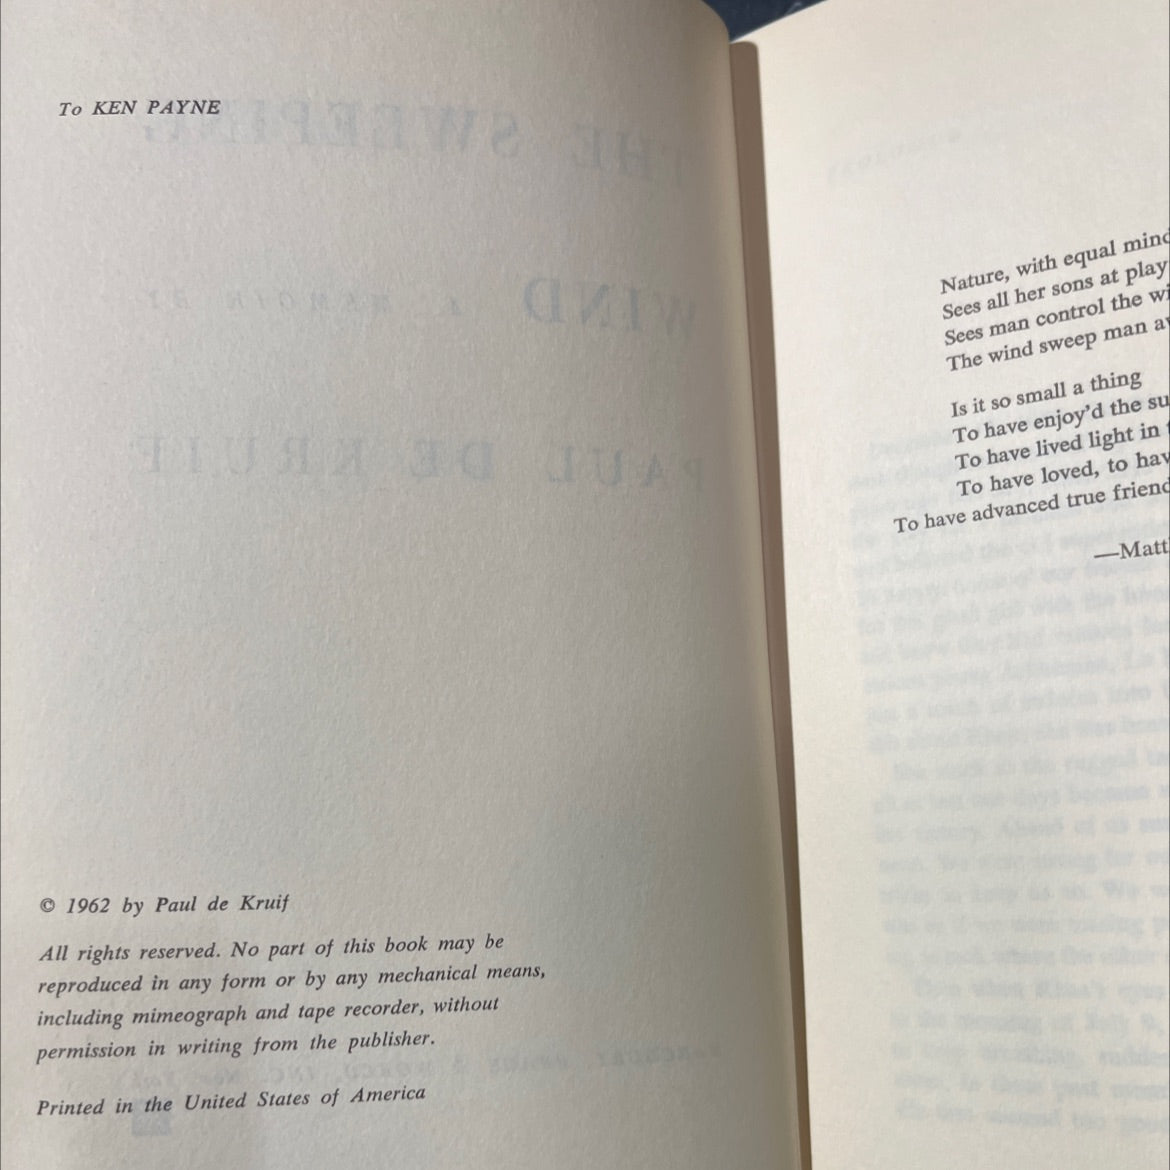 To KEN PAYNE
© 1962 by Paul de Kruif
All rights reserved. No part of this book may be
reproduced in any form or by any mechanical means,
including mimeograph and tape recorder, without
permission in writing from the publisher.
Printed in the United States of America
Nature, with equal mind
Sees all her sons at play
Sees man control the wi
The wind sweep man a
Is it so small a thing
To have enjoy'd the su
To have lived light in
To have loved, to hav
To have advanced true friend
—Matt